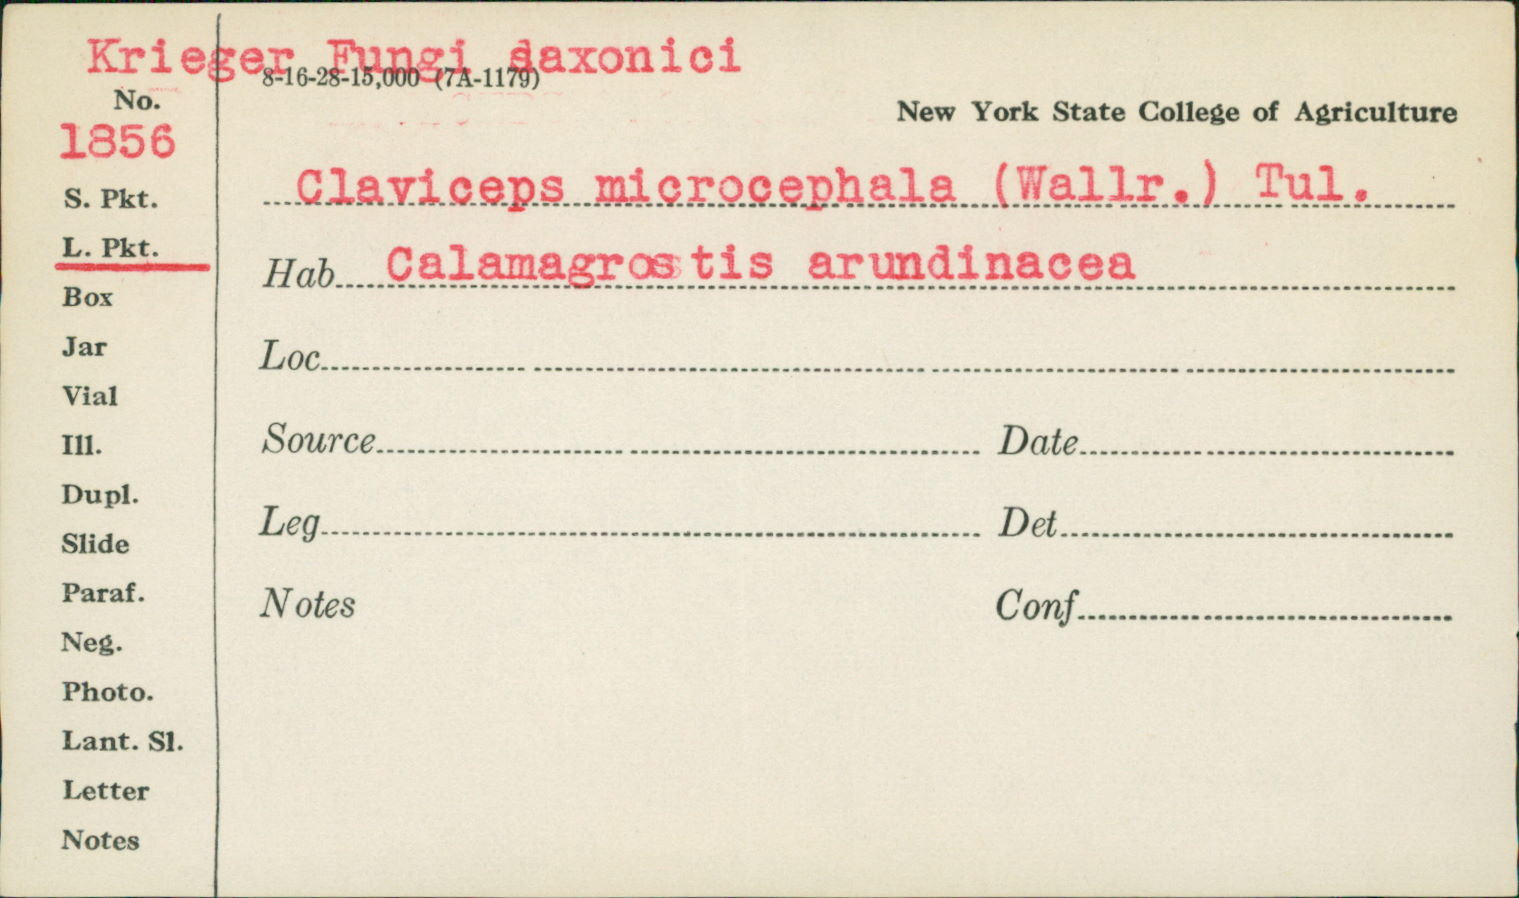 Krieger Fungi saxonici
8-16-28-15,000 (7A-1179)
No.
1856
New York State College of Agriculture
S. Pkt.
Claviceps microcephala (Wallr.) Tul.
L. Pkt.
Hab. Calamagrostis arundinacea
Box
Jar
Loc.
Vial
Ill.
Source
Date
Dupl.
Slide
Leg.
Det.
Paraf.
Notes
Conf.
Neg.
Photo.
Lant. Sl.
Letter
Notes